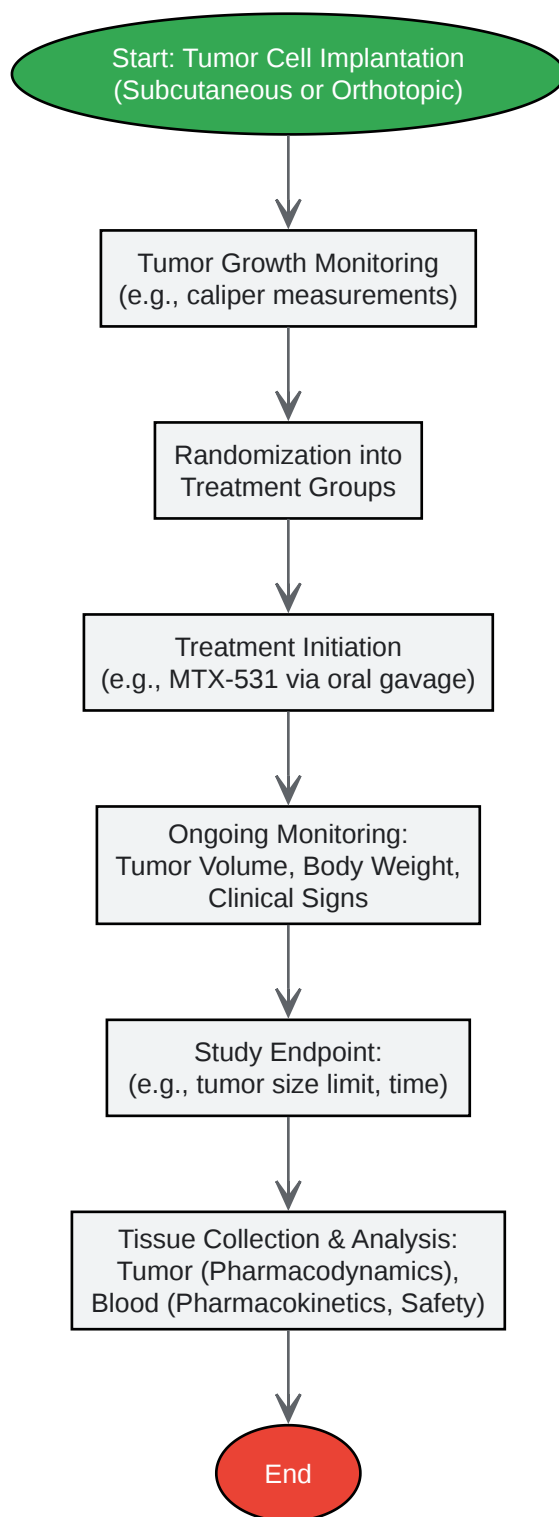 Start: Tumor Cell Implantation
(Subcutaneous or Orthotopic)
Tumor Growth Monitoring
(e.g., caliper measurements)
Randomization into
Treatment Groups
Treatment Initiation
(e.g., MTX-531 via oral gavage)
Ongoing Monitoring:
Tumor Volume, Body Weight,
Clinical Signs
Study Endpoint:
(e.g., tumor size limit, time)
Tissue Collection & Analysis:
Tumor (Pharmacodynamics),
Blood (Pharmacokinetics, Safety)
End